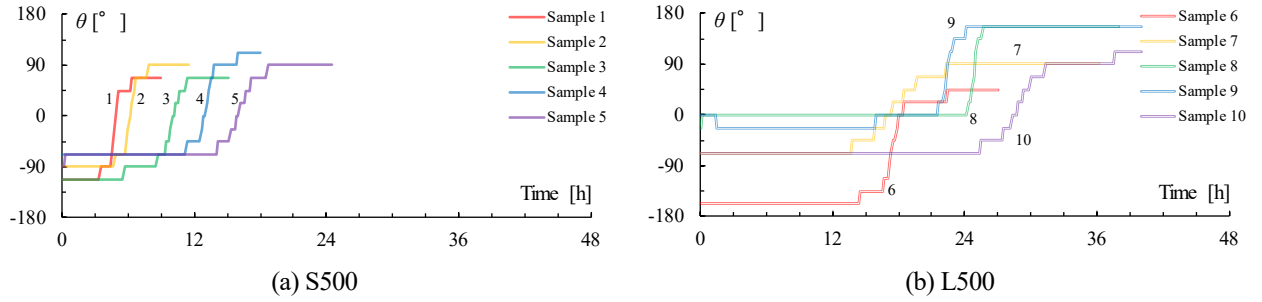 θ [°]
180
90
0
-90
-180
0
12
24
36
48
Time [h]
1
2
3
4
5
Sample 1
Sample 2
Sample 3
Sample 4
Sample 5
(a) S500
θ [°]
180
90
0
-90
-180
0
12
24
36
48
Time [h]
6
7
8
9
10
Sample 6
Sample 7
Sample 8
Sample 9
Sample 10
(b) L500